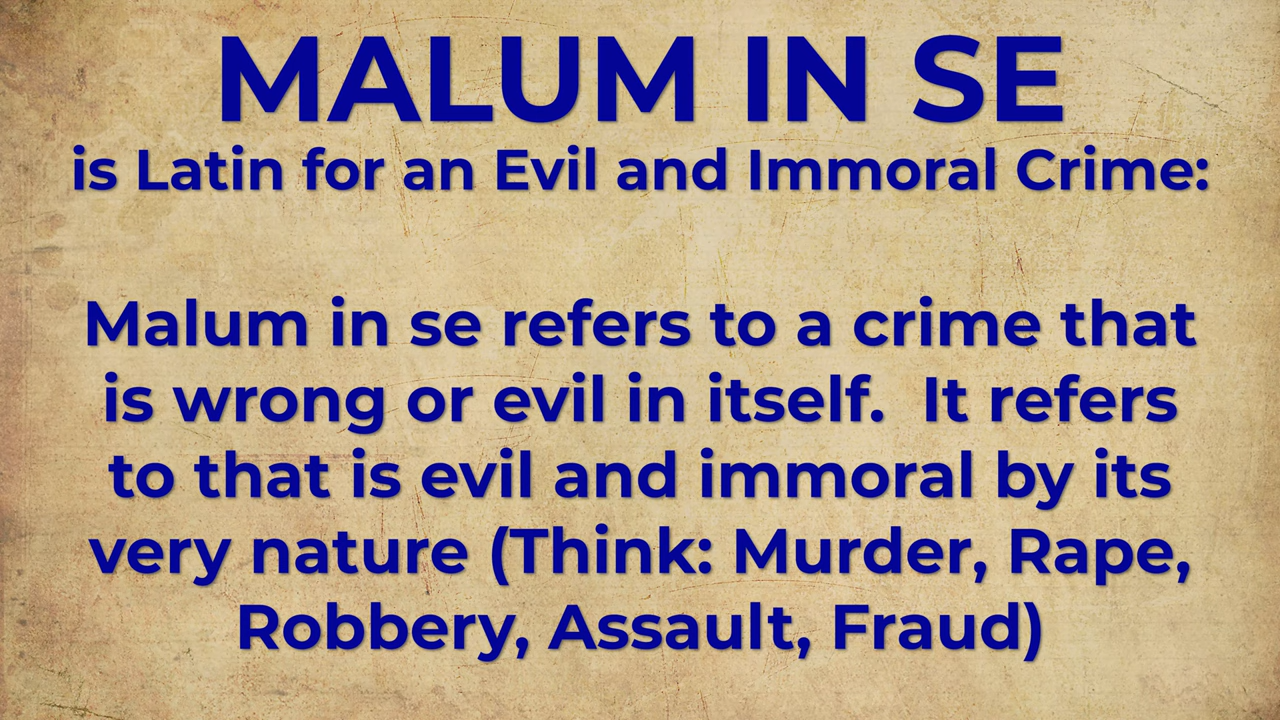 MALUM IN SE
is Latin for an Evil and Immoral Crime:
Malum in se refers to a crime that
is wrong or evil in itself.  It refers
to that is evil and immoral by its
very nature (Think: Murder, Rape,
Robbery, Assault, Fraud)